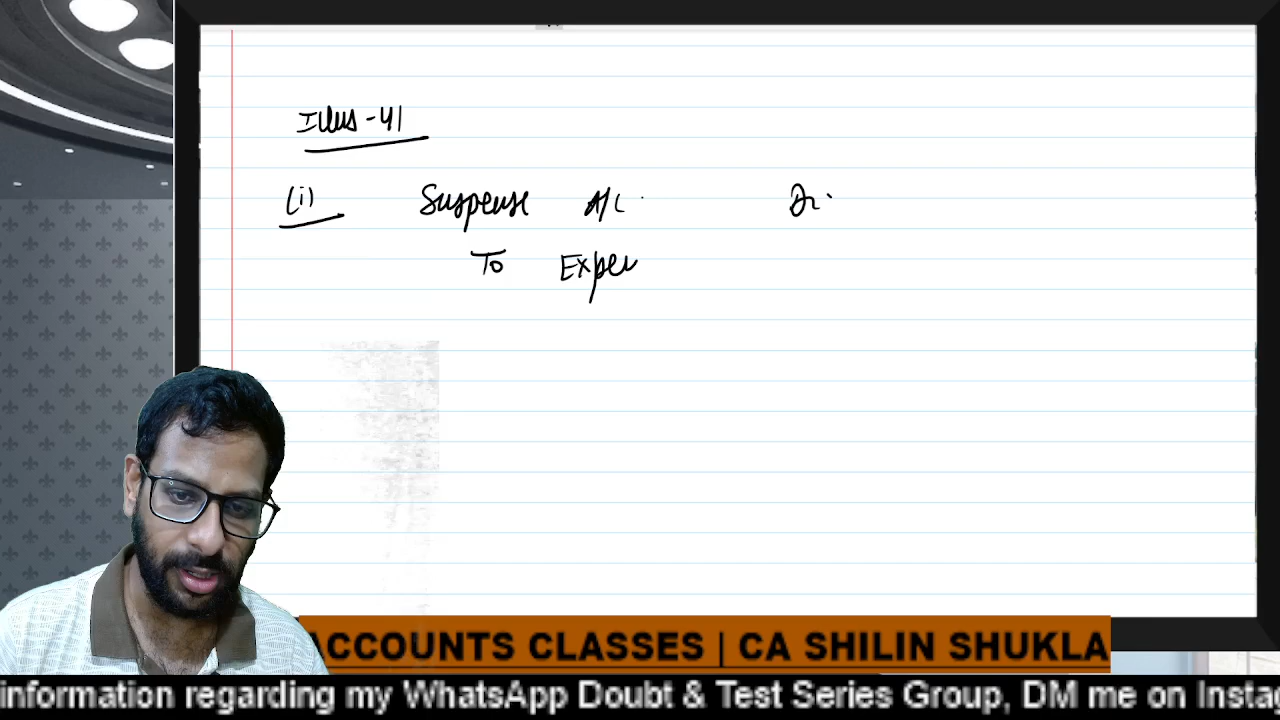 Illus-41
(i) Suspense A/c Dr.
To Expen
ACCOUNTS CLASSES | CA SHILIN SHUKLA
information regarding my WhatsApp Doubt & Test Series Group, DM me on Insta